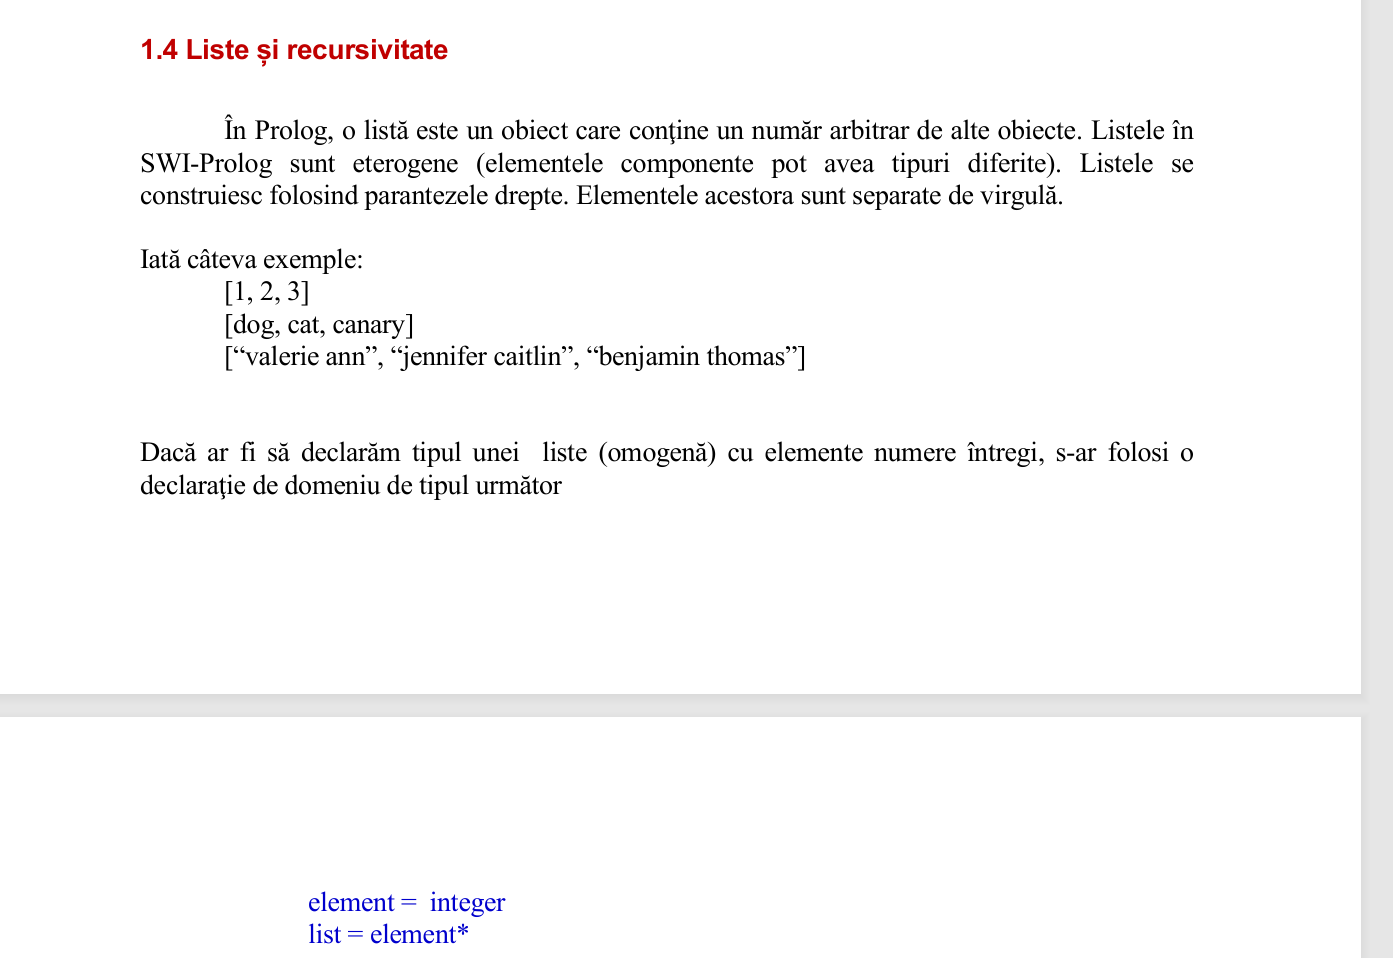 1.4 Liste și recursivitate
În Prolog, o listă este un obiect care conţine un număr arbitrar de alte obiecte. Listele în
SWI-Prolog sunt eterogene (elementele componente pot avea tipuri diferite). Listele se
construiesc folosind parantezele drepte. Elementele acestora sunt separate de virgulă.
Iată câteva exemple:
[1, 2, 3]
[dog, cat, canary]
[“valerie ann”, “jennifer caitlin”, “benjamin thomas”]
Dacă ar fi să declarăm tipul unei liste (omogenă) cu elemente numere întregi, s-ar folosi o
declaraţie de domeniu de tipul următor
element = integer
list = element*